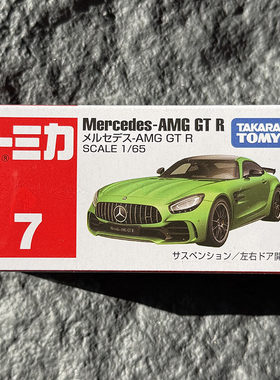 ーミカ
®
7
Mercedes-AMG GT R
メルセデス-AMG GT R
SCALE 1/65
TAKARA
TOMY
サスペンション/左右ドア開